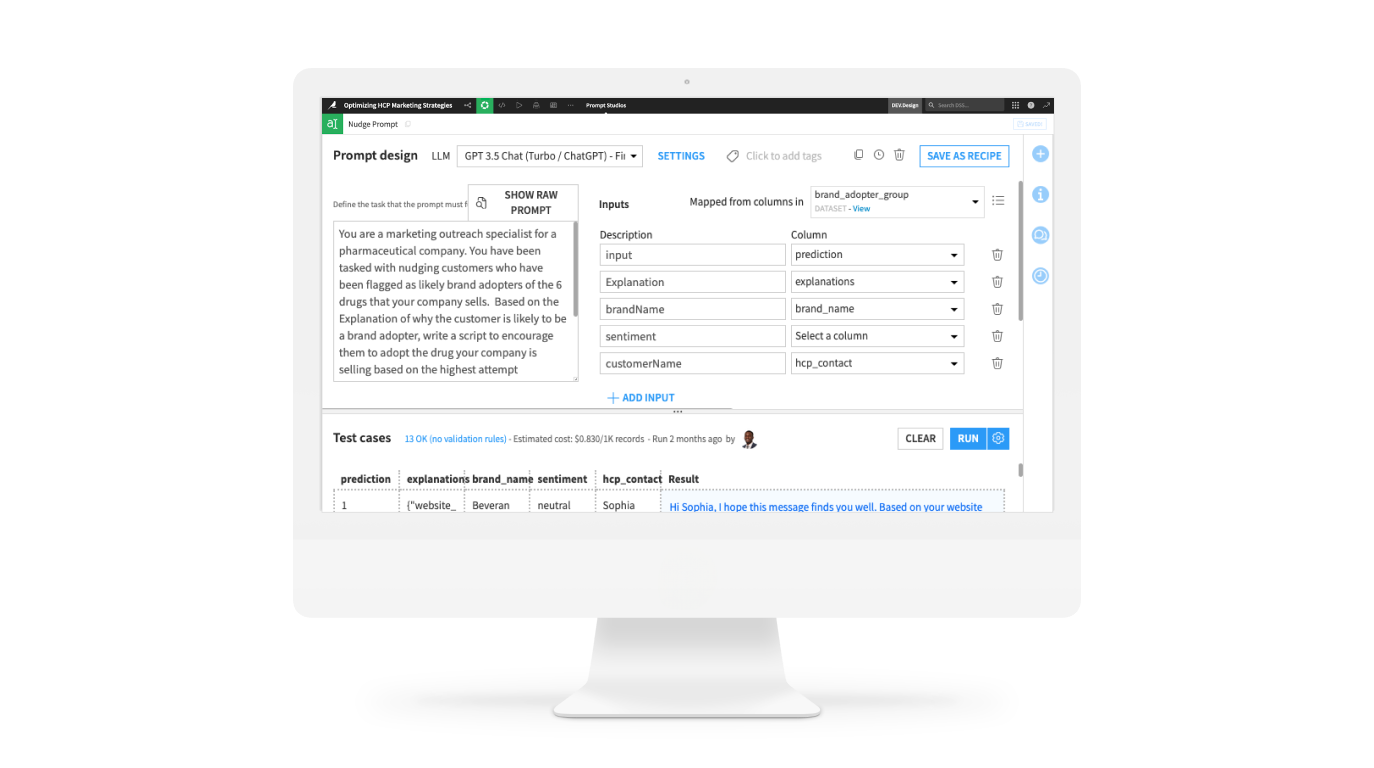 Optimizing HCP Marketing Strategies
Prompt Studios
DEV.Design
Search DSS...
aI
Nudge Prompt
SAVED!
Prompt design
LLM
GPT 3.5 Chat (Turbo / ChatGPT) - Fi
SETTINGS
Click to add tags
SAVE AS RECIPE
Define the task that the prompt must f
SHOW RAW
PROMPT
You are a marketing outreach specialist for a
pharmaceutical company. You have been
tasked with nudging customers who have
been flagged as likely brand adopters of the 6
drugs that your company sells. Based on the
Explanation of why the customer is likely to be
a brand adopter, write a script to encourage
them to adopt the drug your company is
selling based on the highest attempt
Inputs
Mapped from columns in
brand_adopter_group
DATASET - View
Description Column
input prediction
Explanation explanations
brandName brand_name
sentiment Select a column
customerName hcp_contact
+ ADD INPUT
Test cases
13 OK (no validation rules) - Estimated cost: $0.830/1K records - Run 2 months ago by
CLEAR
RUN
prediction explanations brand_name sentiment hcp_contact Result
1 {"website_ Beveran neutral Sophia Hi Sophia, I hope this message finds you well. Based on your website